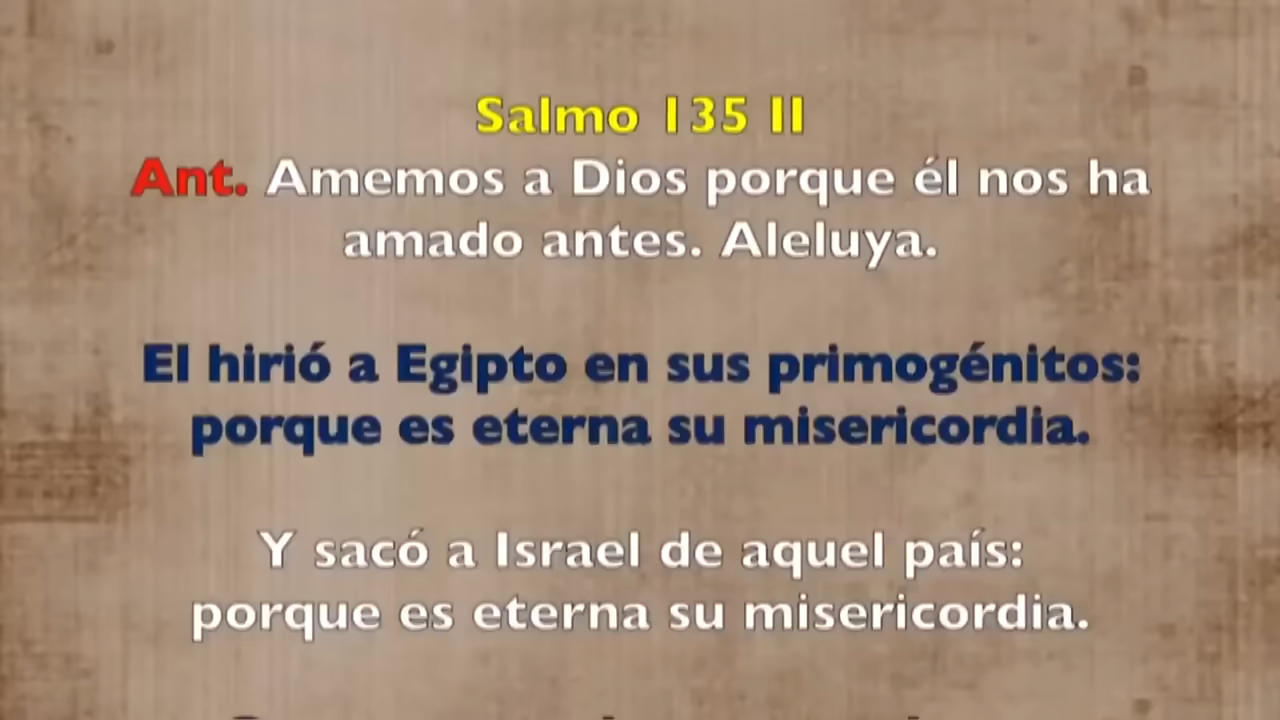 Salmo 135 II
Ant. Amemos a Dios porque él nos ha
amado antes. Aleluya.
El hirió a Egipto en sus primogénitos:
porque es eterna su misericordia.
Y sacó a Israel de aquel país:
porque es eterna su misericordia.